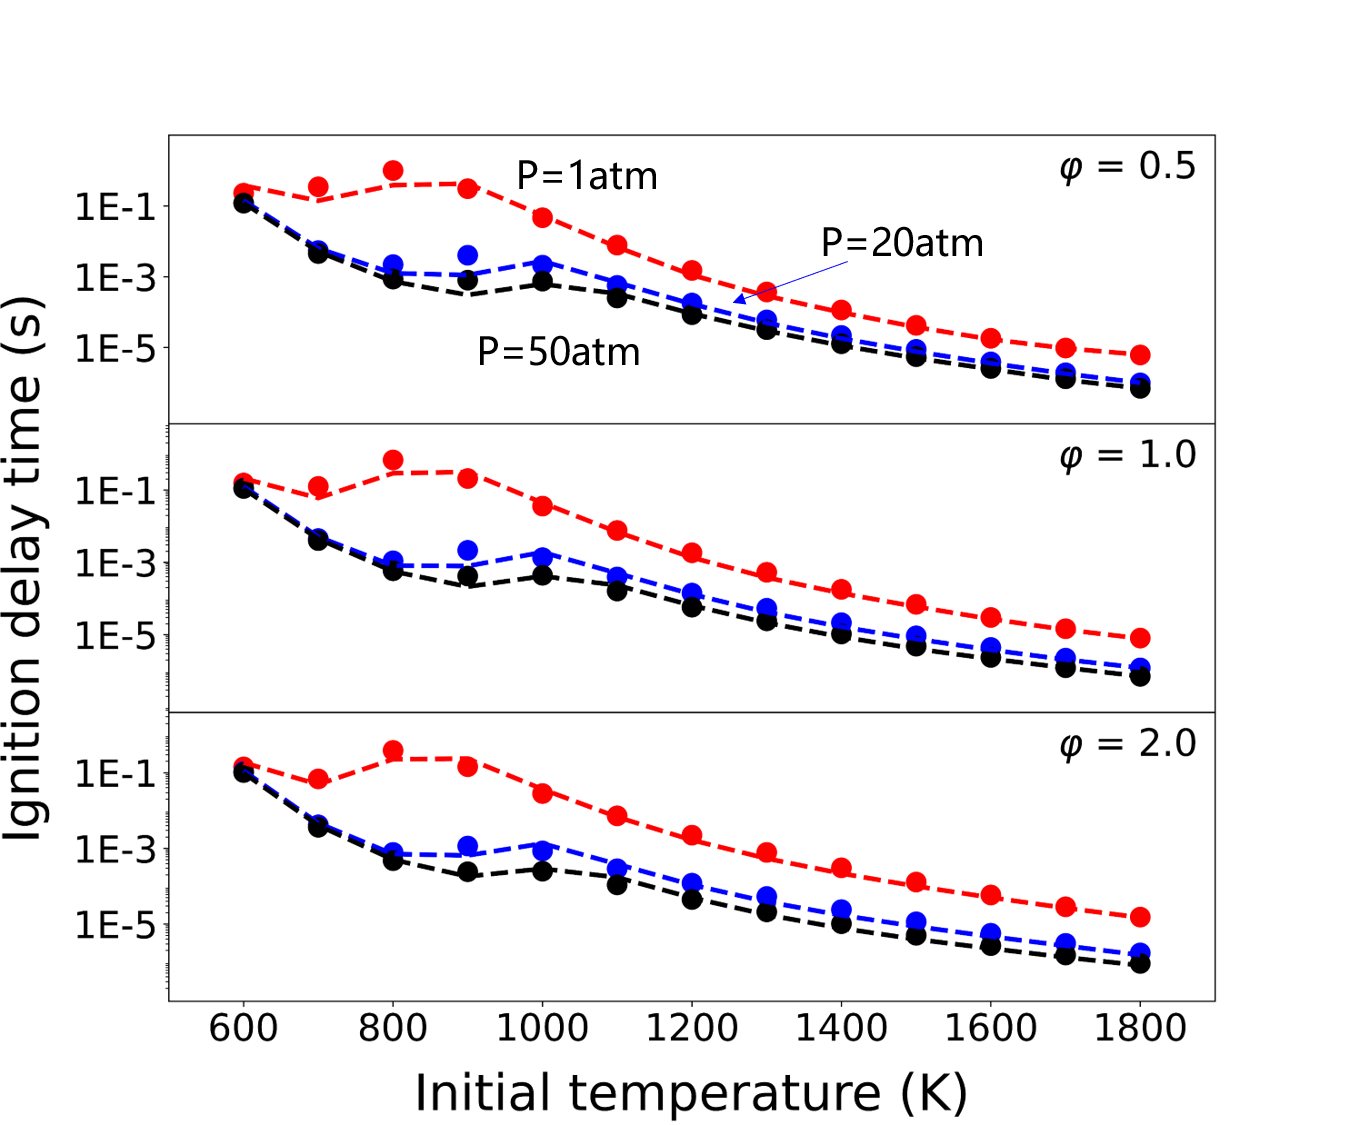 φ = 0.5
P=1atm
P=20atm
P=50atm
1E-1
1E-3
1E-5
φ = 1.0
1E-1
1E-3
1E-5
φ = 2.0
1E-1
1E-3
1E-5
Ignition delay time (s)
600 800 1000 1200 1400 1600 1800
Initial temperature (K)